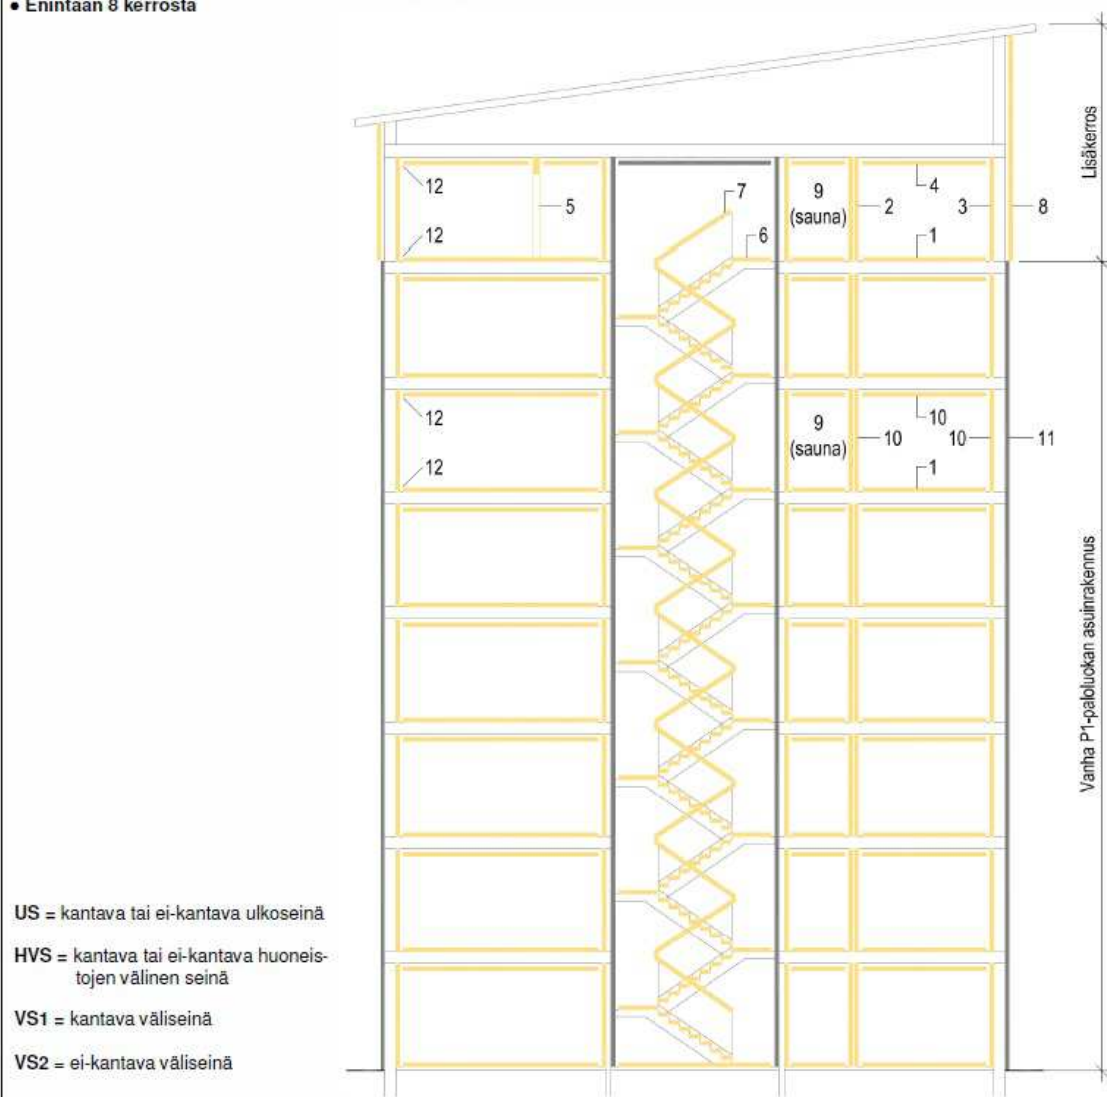 • Enintään 8 kerrosta
Lisäkerros
12
5
7
9
(sauna)
2
4
3
8
12
6
1
12
9
(sauna)
10
10
10
11
12
1
Vanha P1-paloluokan asuinrakennus
US = kantava tai ei-kantava ulkoseinä
HVS = kantava tai ei-kantava huoneis-
tojen välinen seinä
VS1 = kantava väliseinä
VS2 = ei-kantava väliseinä